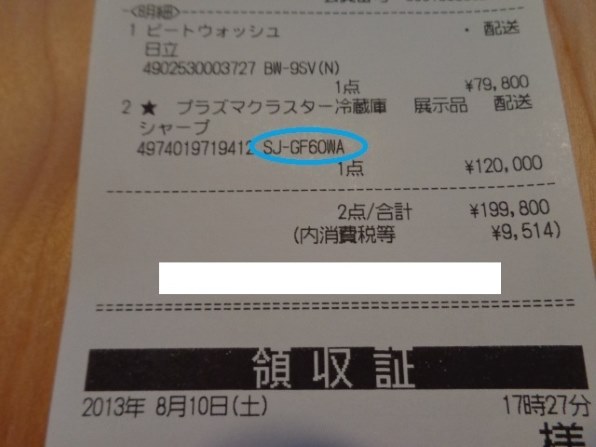 1 ビートウォッシュ ・ 配送
日立
4902530003727 BW-9SV(N)
1点 ¥79,800
2 ★ プラズマクラスター冷蔵庫 展示品 配送
シャープ
4974019719412 SJ-GF60WA
1点 ¥120,000
2点/合計 ¥199,800
(内消費税等 ¥9,514)
領収証
2013年 8月10日(土) 17時27分
様